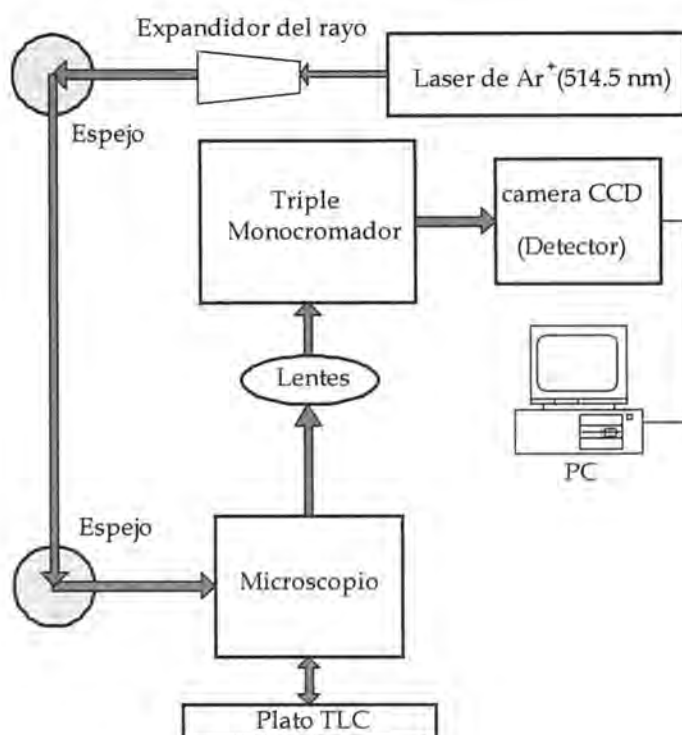 Expandidor del rayo
Laser de Ar+(514.5 nm)
Espejo
Triple
Monocromador
camera CCD
(Detector)
Lentes
PC
Espejo
Microscopio
Plato TLC